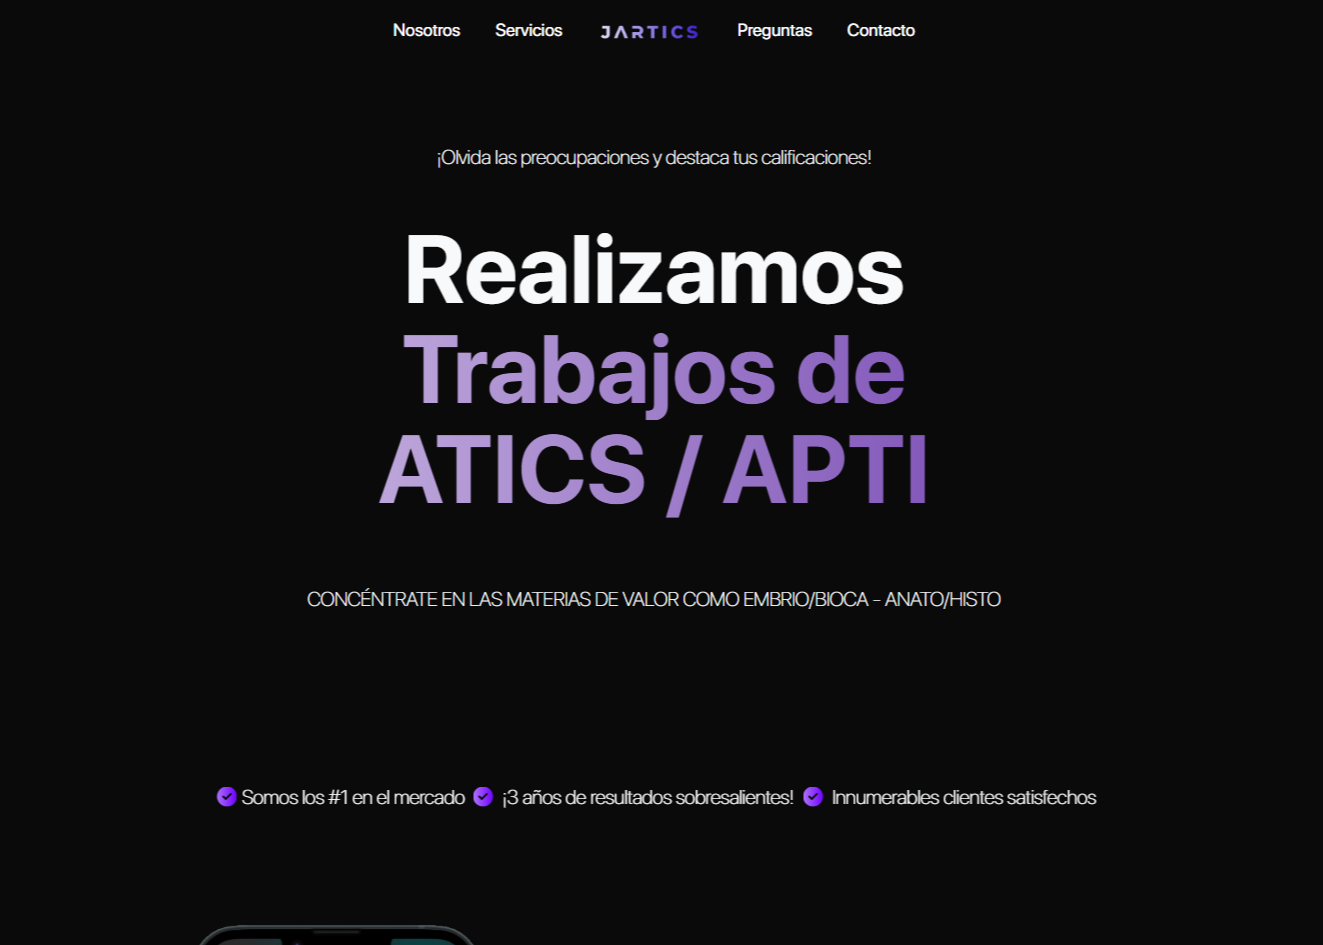 Nosotros Servicios JARTICS Preguntas Contacto
¡Olvida las preocupaciones y destaca tus calificaciones!
Realizamos
Trabajos de
ATICS / APTI
CONCÉNTRATE EN LAS MATERIAS DE VALOR COMO EMBRIO/BIOCA - ANATO/HISTO
Somos los #1 en el mercado ¡3 años de resultados sobresalientes! Innumerables clientes satisfechos